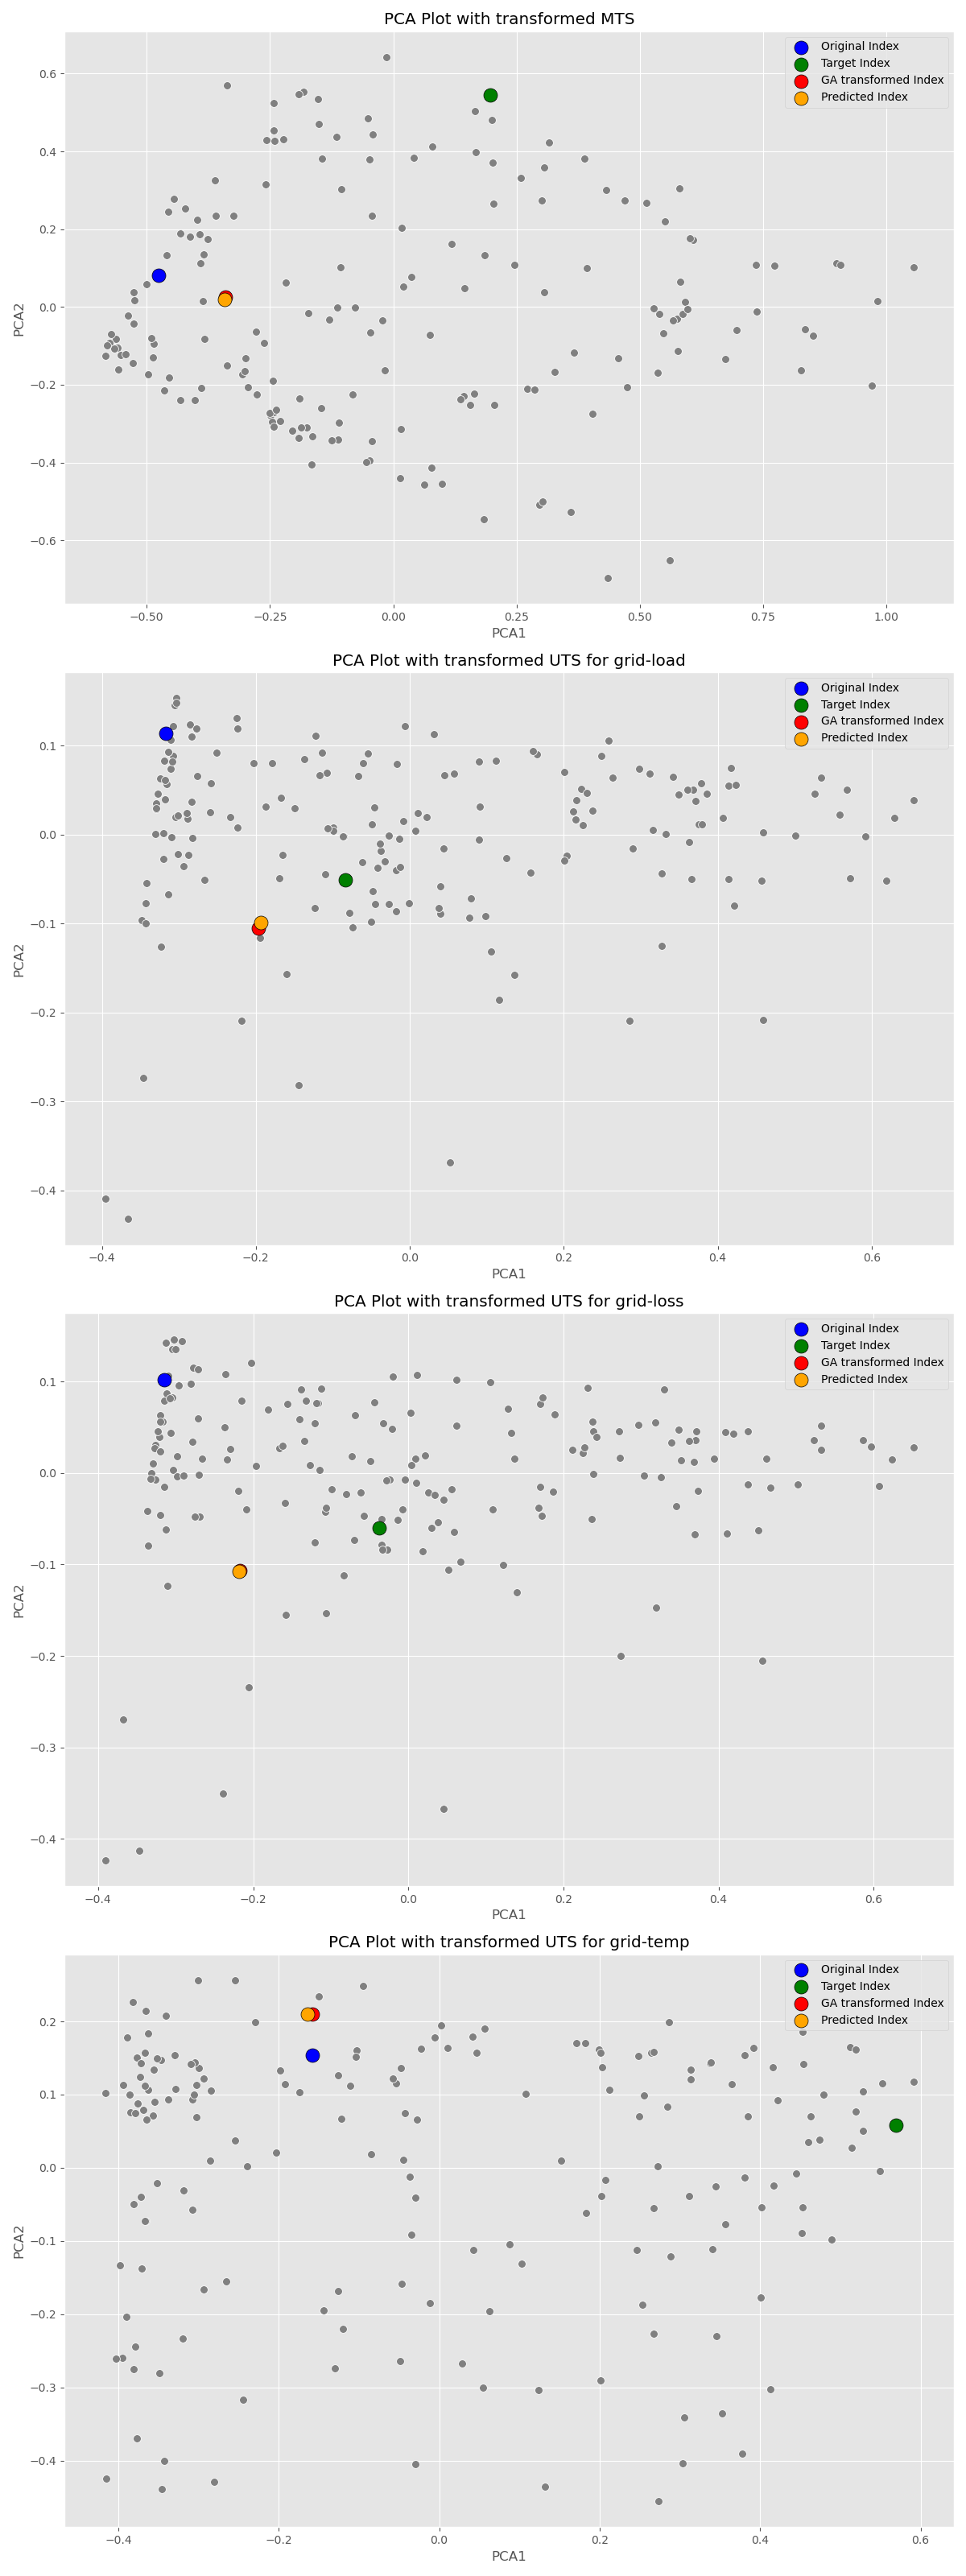 PCA Plot with transformed MTS
Original Index
Target Index
GA transformed Index
Predicted Index
0.6
0.4
0.2
0.0
−0.2
−0.4
−0.6
PCA2
−0.50
−0.25
0.00
0.25
0.50
0.75
1.00
PCA1
PCA Plot with transformed UTS for grid-load
Original Index
Target Index
GA transformed Index
Predicted Index
0.1
0.0
−0.1
−0.2
−0.3
−0.4
PCA2
−0.4
−0.2
0.0
0.2
0.4
0.6
PCA1
PCA Plot with transformed UTS for grid-loss
Original Index
Target Index
GA transformed Index
Predicted Index
0.1
0.0
−0.1
−0.2
−0.3
−0.4
PCA2
−0.4
−0.2
0.0
0.2
0.4
0.6
PCA1
PCA Plot with transformed UTS for grid-temp
Original Index
Target Index
GA transformed Index
Predicted Index
0.2
0.1
0.0
−0.1
−0.2
−0.3
−0.4
PCA2
−0.4
−0.2
0.0
0.2
0.4
0.6
PCA1